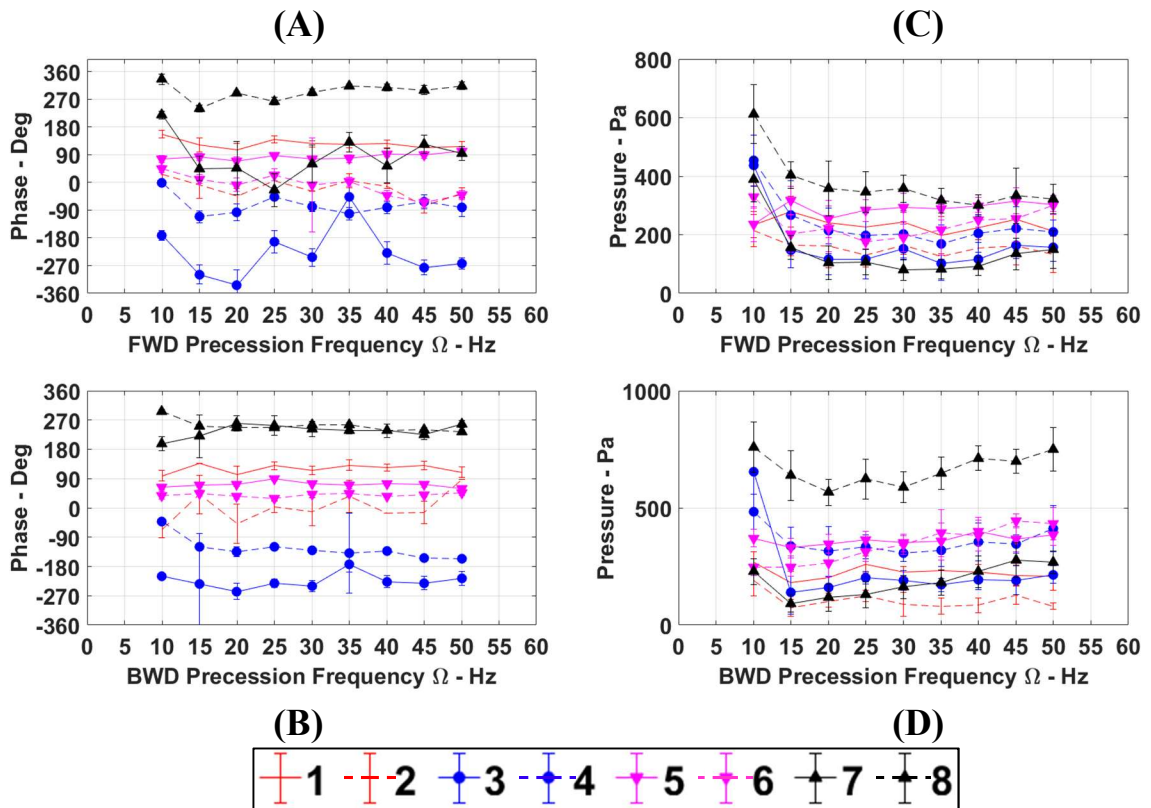 (A)
(C)
360
270
180
90
0
-90
-180
-270
-360
Phase - Deg
0 5 10 15 20 25 30 35 40 45 50 55 60
FWD Precession Frequency Ω - Hz
800
600
400
200
0
Pressure - Pa
0 5 10 15 20 25 30 35 40 45 50 55 60
FWD Precession Frequency Ω - Hz
360
270
180
90
0
-90
-180
-270
-360
Phase - Deg
0 5 10 15 20 25 30 35 40 45 50 55 60
BWD Precession Frequency Ω - Hz
1000
500
0
Pressure - Pa
0 5 10 15 20 25 30 35 40 45 50 55 60
BWD Precession Frequency Ω - Hz
(B)
(D)
1 2 3 4 5 6 7 8